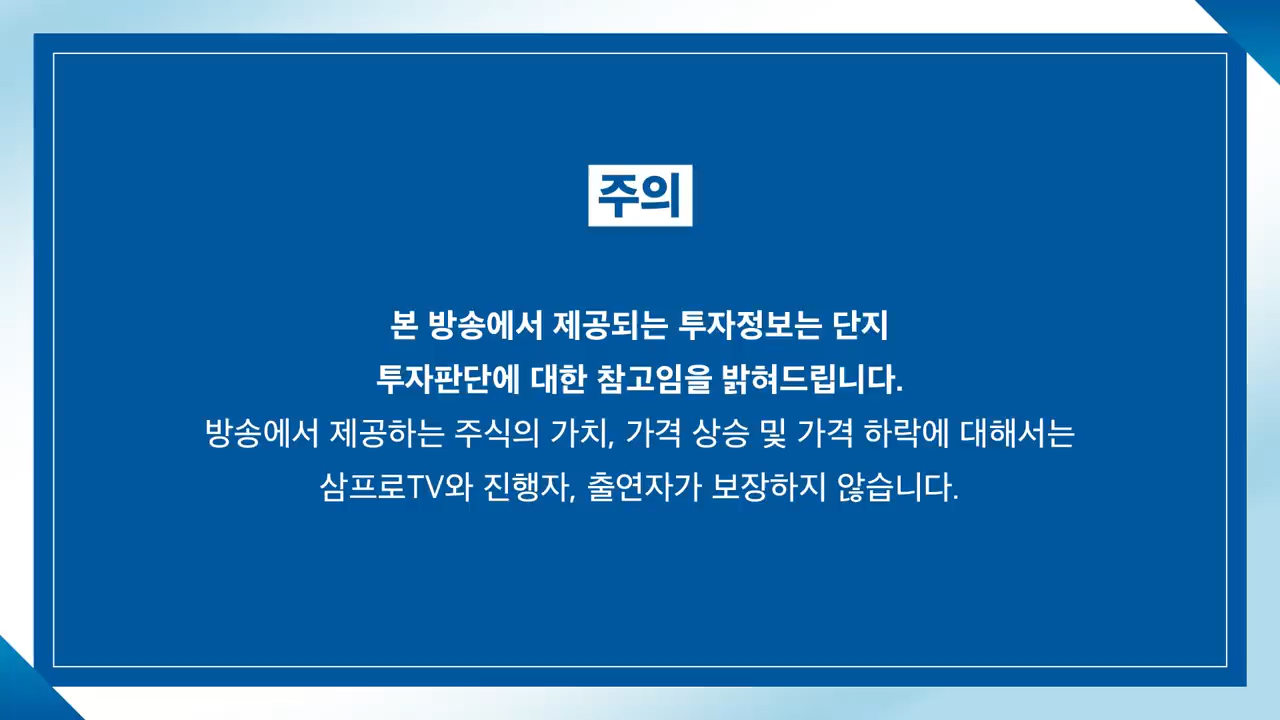 주의
본 방송에서 제공되는 투자정보는 단지
투자판단에 대한 참고임을 밝혀드립니다.
방송에서 제공하는 주식의 가치, 가격 상승 및 가격 하락에 대해서는
삼프로TV와 진행자, 출연자가 보장하지 않습니다.